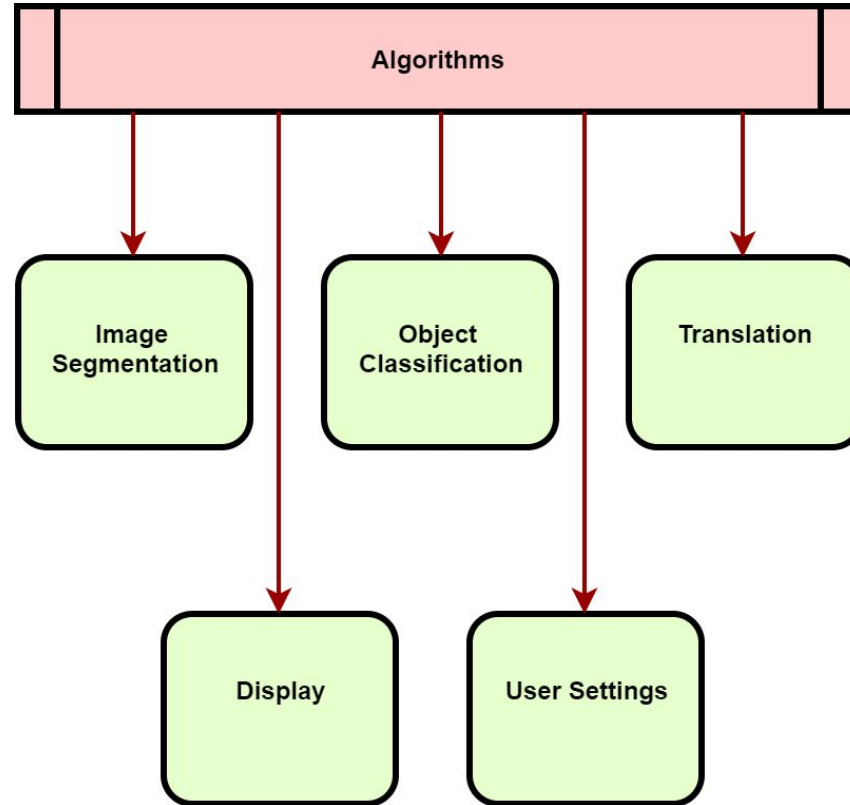 Algorithms
Image
Segmentation
Object
Classification
Translation
Display
User Settings